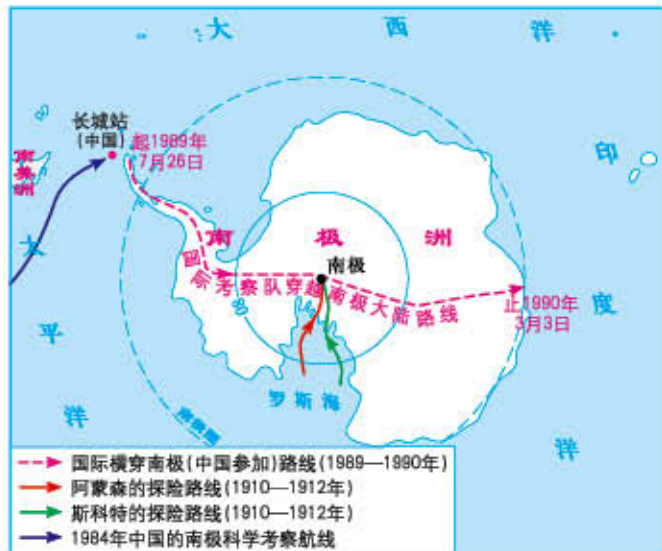 大西洋
长城站
(中国)
起1989年
7月26日
南美洲
印度洋
太平洋
南极洲
南极
国际考察队穿越南极大陆路线
80°
止1990年
3月3日
罗斯海
南极圈
国际横穿南极(中国参加)路线(1989—1990年)
阿蒙森的探险路线(1910—1912年)
斯科特的探险路线(1910—1912年)
1984年中国的南极科学考察航线